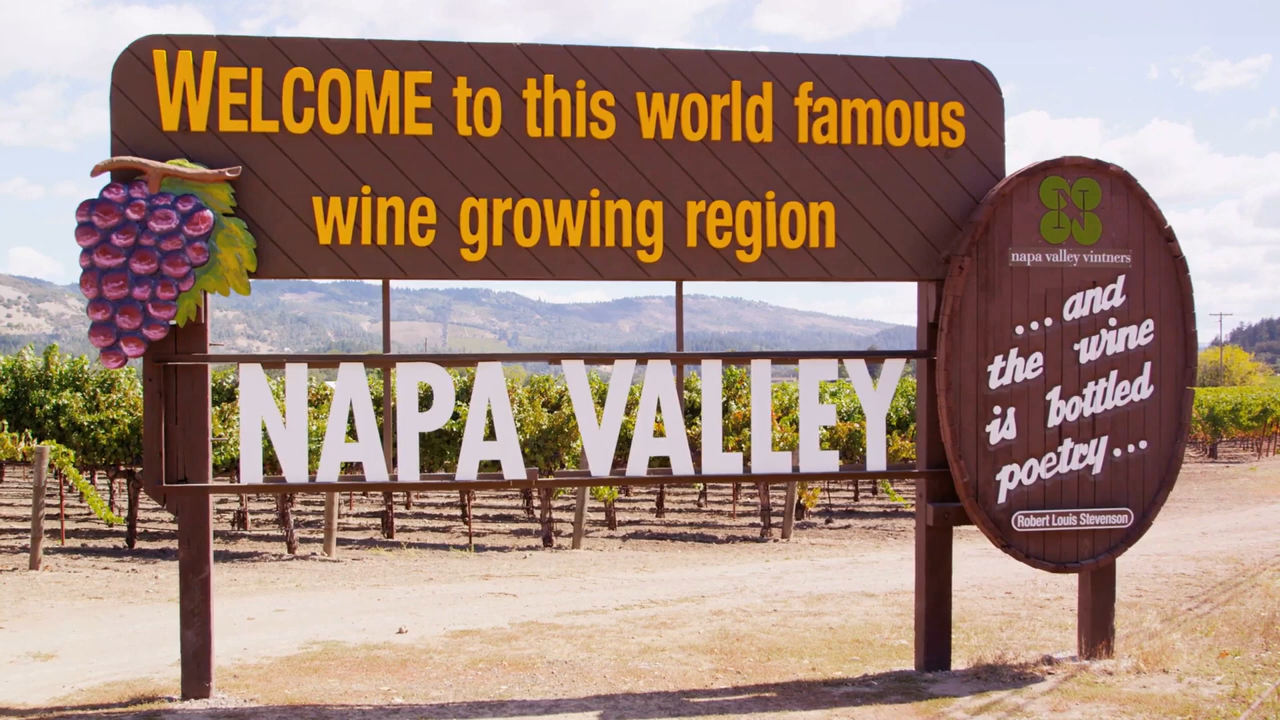 WELCOME to this world famous
wine growing region
NAPA VALLEY
napa valley vintners
...and
the wine
is bottled
poetry...
Robert Louis Stevenson